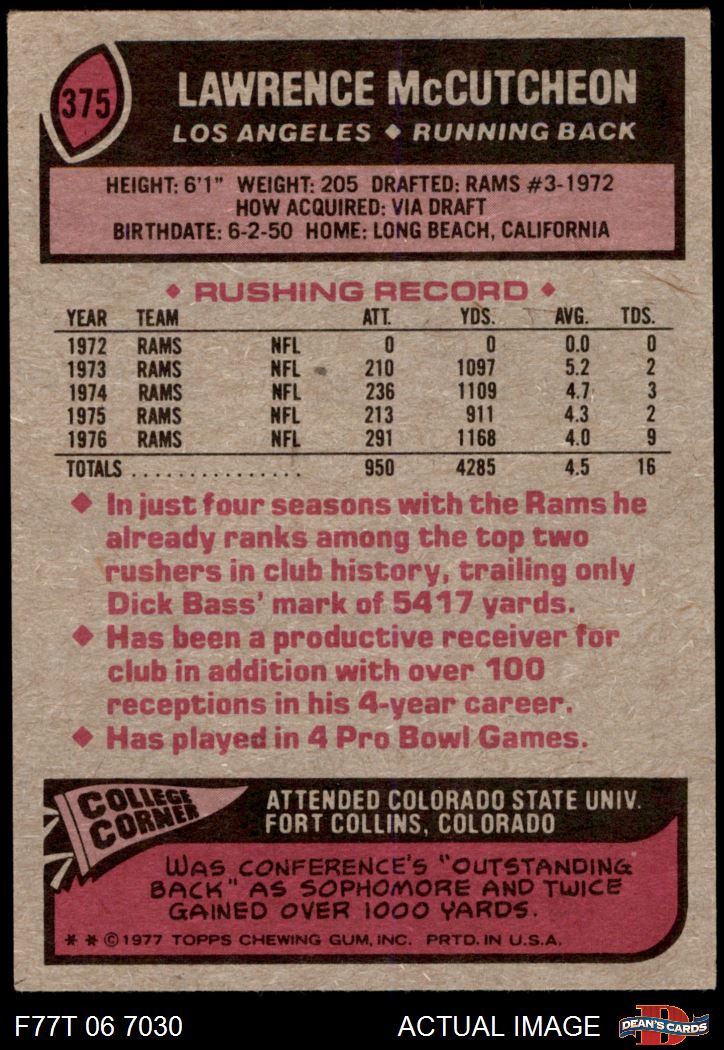 375
LAWRENCE McCUTCHEON
LOS ANGELES ◆ RUNNING BACK
HEIGHT: 6'1" WEIGHT: 205 DRAFTED: RAMS #3-1972
HOW ACQUIRED: VIA DRAFT
BIRTHDATE: 6-2-50 HOME: LONG BEACH, CALIFORNIA
◆ RUSHING RECORD ◆
YEAR TEAM ATT. YDS. AVG. TDS.
1972 RAMS NFL 0 0 0.0 0
1973 RAMS NFL 210 1097 5.2 2
1974 RAMS NFL 236 1109 4.7 3
1975 RAMS NFL 213 911 4.3 2
1976 RAMS NFL 291 1168 4.0 9
TOTALS ............... 950 4285 4.5 16
◆ In just four seasons with the Rams he
already ranks among the top two
rushers in club history, trailing only
Dick Bass' mark of 5417 yards.
◆ Has been a productive receiver for
club in addition with over 100
receptions in his 4-year career.
◆ Has played in 4 Pro Bowl Games.
COLLEGE
CORNER
ATTENDED COLORADO STATE UNIV.
FORT COLLINS, COLORADO
WAS CONFERENCE'S "OUTSTANDING
BACK" AS SOPHOMORE AND TWICE
GAINED OVER 1000 YARDS.
* * © 1977 TOPPS CHEWING GUM, INC. PRTD. IN U.S.A.
F77T 06 7030 ACTUAL IMAGE
D
DEAN'S CARDS